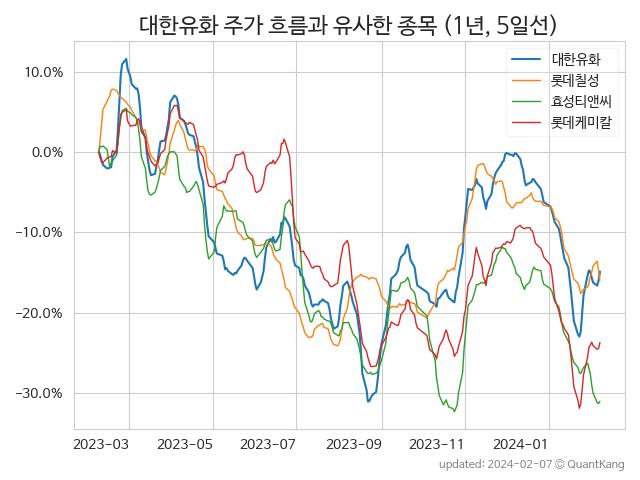 대한유화 주가 흐름과 유사한 종목 (1년, 5일선)
대한유화
롯데칠성
효성티앤씨
롯데케미칼
10.0%
0.0%
−10.0%
−20.0%
−30.0%
2023-03 2023-05 2023-07 2023-09 2023-11 2024-01
updated: 2024-02-07 © QuantKang